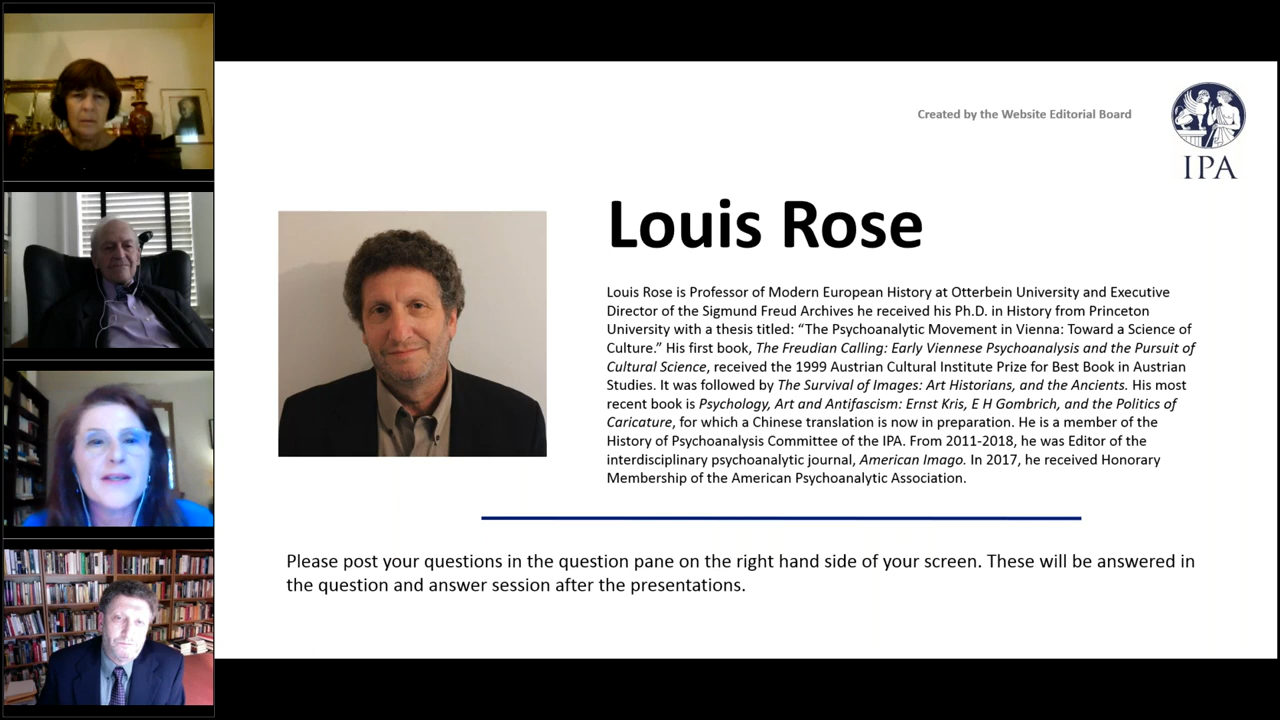 Created by the Website Editorial Board
IPA
Louis Rose
Louis Rose is Professor of Modern European History at Otterbein University and Executive
Director of the Sigmund Freud Archives he received his Ph.D. in History from Princeton
University with a thesis titled: “The Psychoanalytic Movement in Vienna: Toward a Science of
Culture.” His first book, The Freudian Calling: Early Viennese Psychoanalysis and the Pursuit of
Cultural Science, received the 1999 Austrian Cultural Institute Prize for Best Book in Austrian
Studies. It was followed by The Survival of Images: Art Historians, and the Ancients. His most
recent book is Psychology, Art and Antifascism: Ernst Kris, E H Gombrich, and the Politics of
Caricature, for which a Chinese translation is now in preparation. He is a member of the
History of Psychoanalysis Committee of the IPA. From 2011-2018, he was Editor of the
interdisciplinary psychoanalytic journal, American Imago. In 2017, he received Honorary
Membership of the American Psychoanalytic Association.
Please post your questions in the question pane on the right hand side of your screen. These will be answered in
the question and answer session after the presentations.